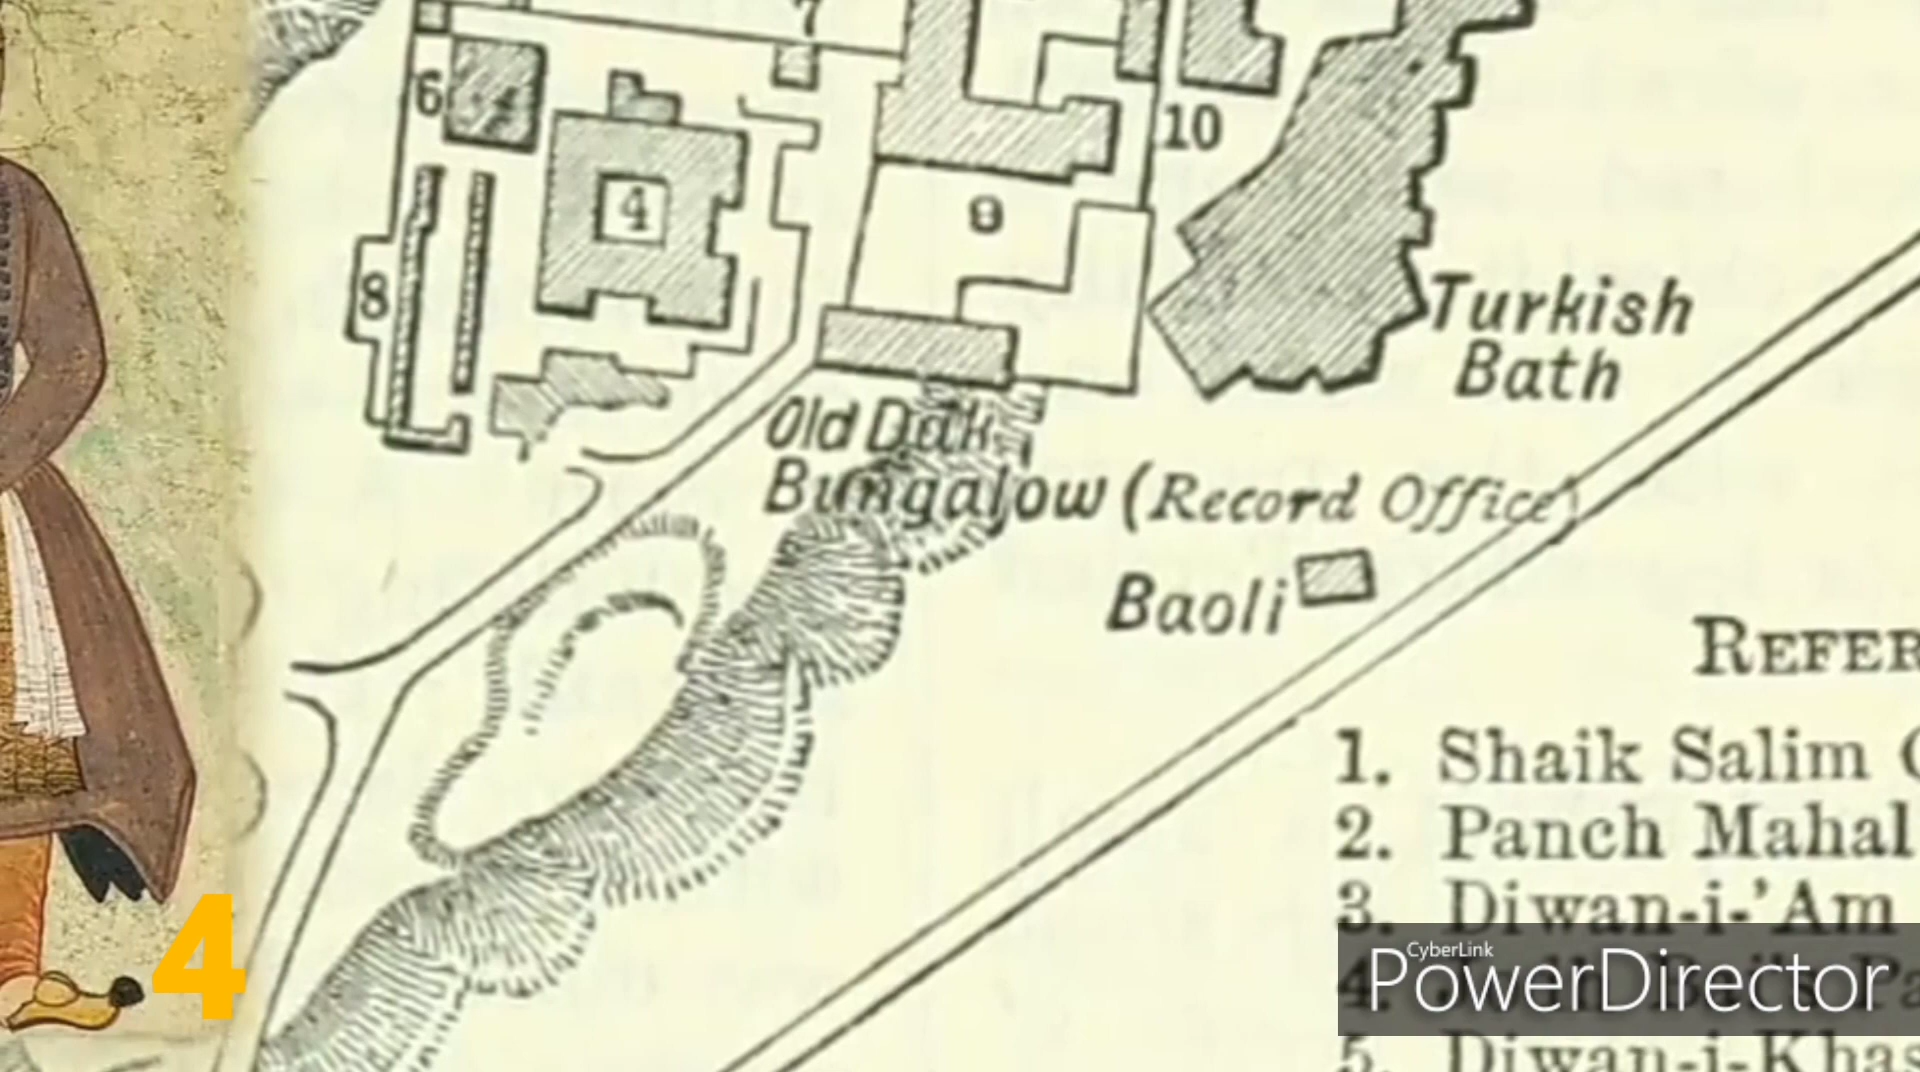 7
6
10
4
9
8
Turkish
Bath
Old Dak
Bungalow (Record Office)
Baoli
REFER
1. Shaik Salim
2. Panch Mahal
3. Diwan-i-'Am
4.
5. Diwan-i-Khas
4
CyberLink
PowerDirector